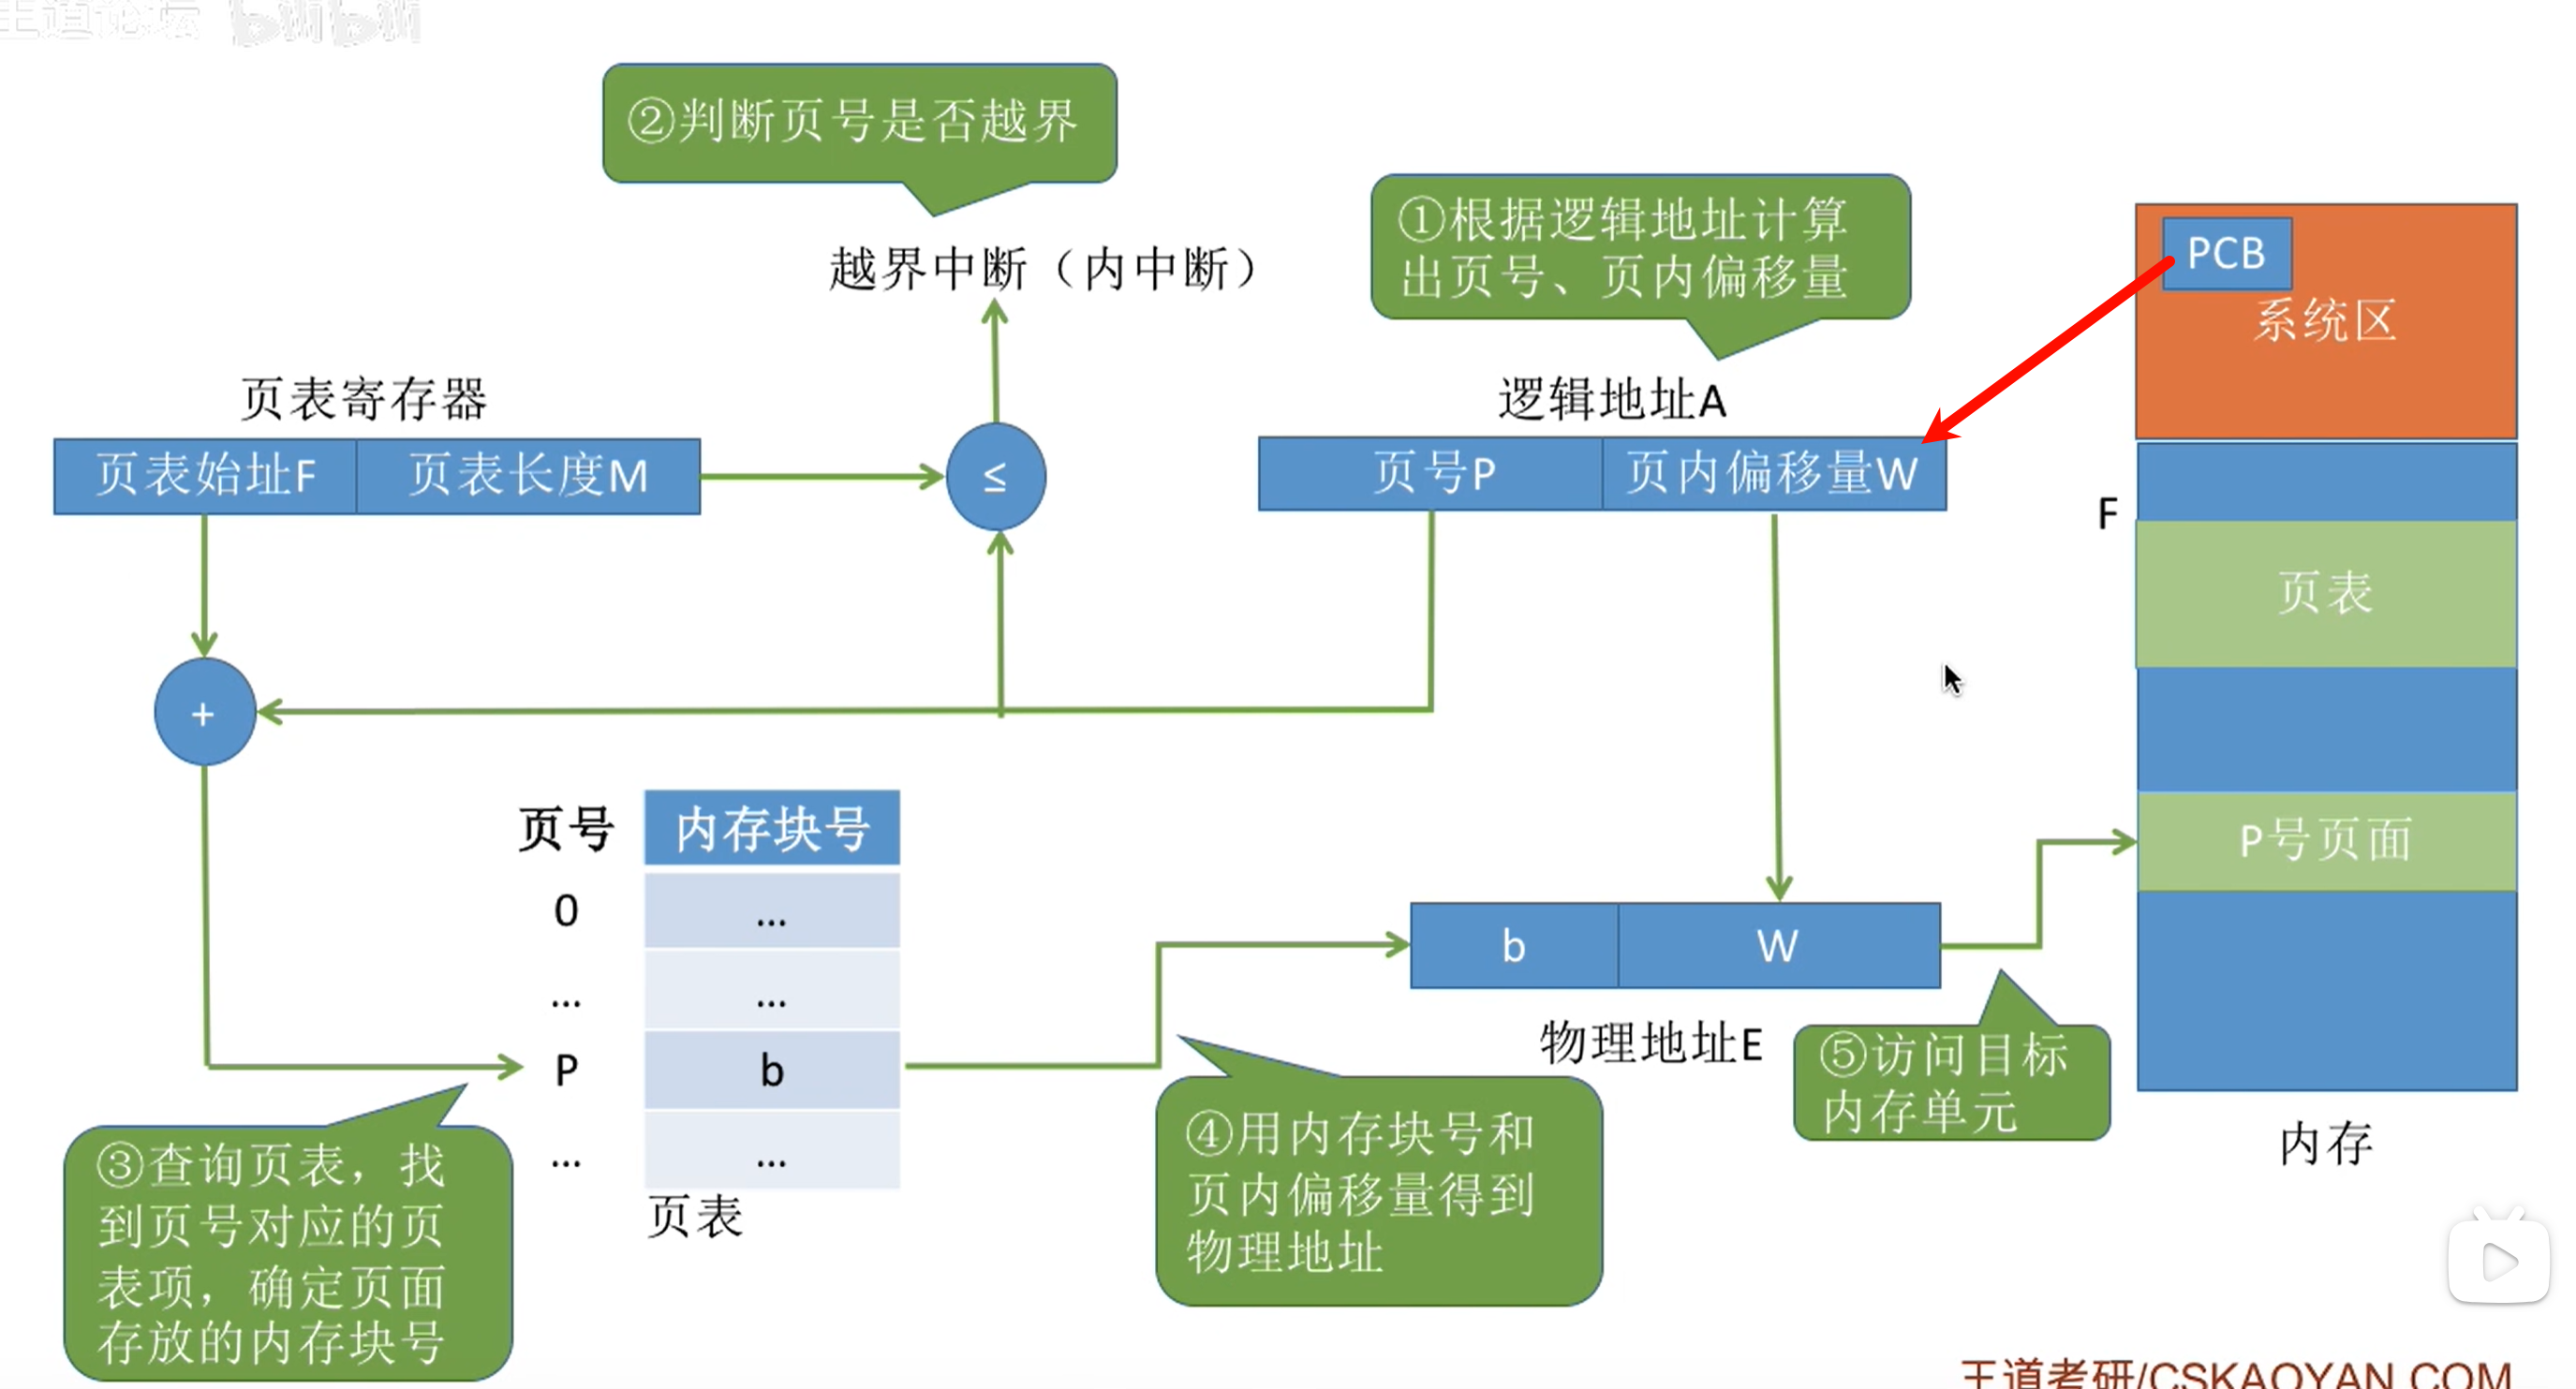 王道论坛 bilibili
②判断页号是否越界
①根据逻辑地址计算
出页号、页内偏移量
PCB
系统区
越界中断（内中断）
页表寄存器
逻辑地址A
页表始址F 页表长度M
≤
页号P 页内偏移量W
F
页表
+
P号页面
页号 内存块号
0 ...
... ...
P b
... ...
页表
b W
物理地址E
⑤访问目标
内存单元
内存
③查询页表，找
到页号对应的页
表项，确定页面
存放的内存块号
④用内存块号和
页内偏移量得到
物理地址
王道考研/CSKAOYAN.COM